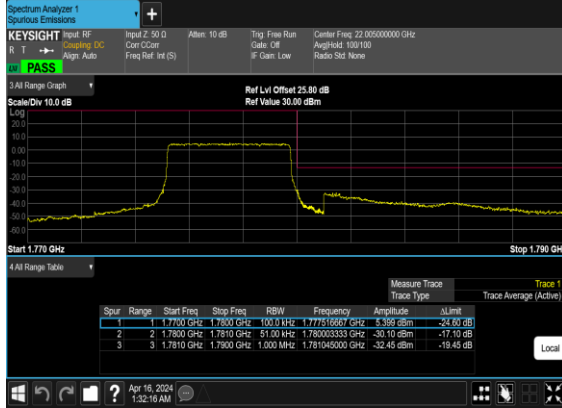 Spectrum Analyzer 1
Spurious Emissions
+
KEYSIGHT Input: RF Input Z: 50 Ω Atten: 10 dB Trig: Free Run Center Freq: 22.005000000 GHz
R T Coupling: DC Corr CCorr Gate: Off Avg|Hold: 100/100
Align: Auto Freq Ref: Int (S) IF Gain: Low Radio Std: None
PASS
3 All Range Graph
Ref Lvl Offset 25.80 dB
Scale/Div 10.0 dB Ref Value 30.00 dBm
Log
20.0
10.0
0.00
-10.0
-20.0
-30.0
-40.0
-50.0
-60.0
Start 1.770 GHz Stop 1.790 GH
4 All Range Table
Measure Trace Trace 1
Trace Type Trace Average (Active)
Spur Range Start Freq Stop Freq RBW Frequency Amplitude ΔLimit
1 1 1.7700 GHz 1.7800 GHz 100.0 kHz 1.777516667 GHz 5.399 dBm -24.60 dB
2 2 1.7800 GHz 1.7810 GHz 51.00 kHz 1.780003333 GHz -30.10 dBm -17.10 dB
3 3 1.7810 GHz 1.7900 GHz 1.000 MHz 1.781045000 GHz -32.45 dBm -19.45 dB
Local
? Apr 16, 2024
1:32:16 AM